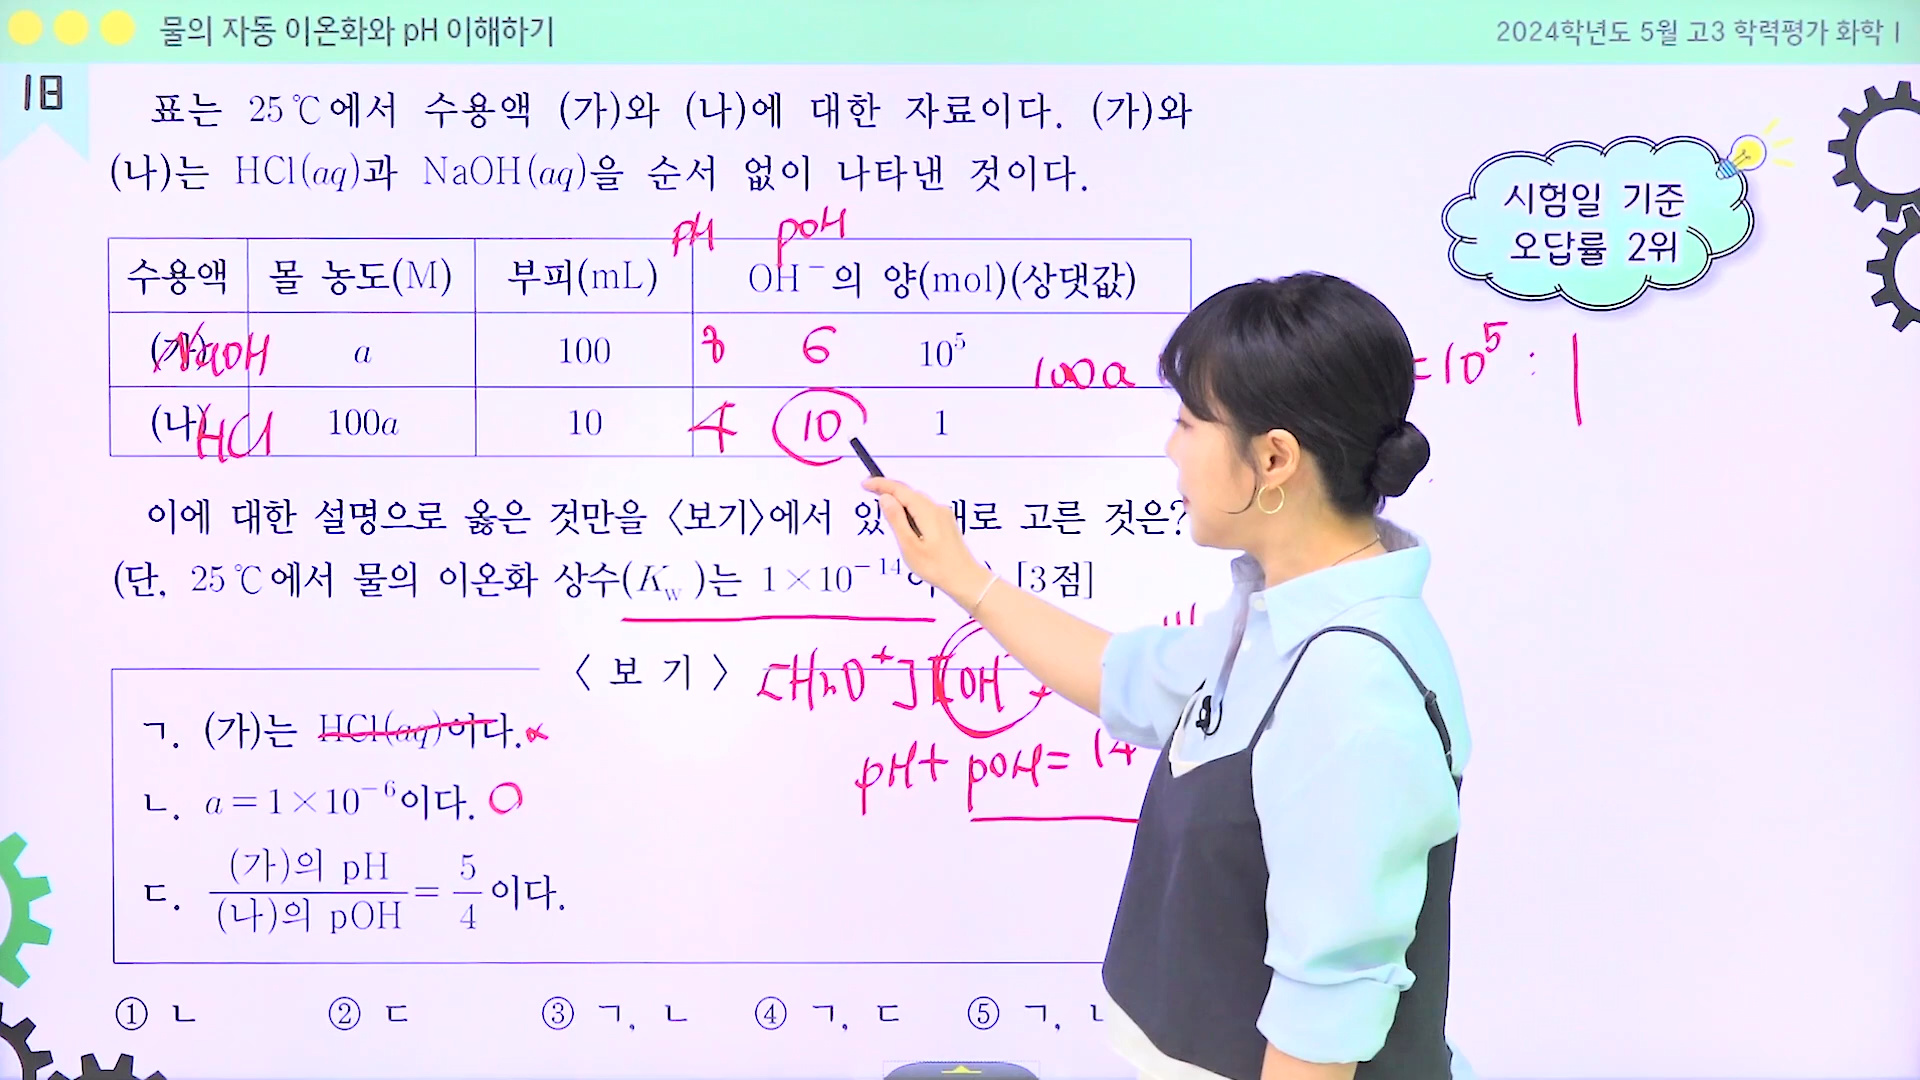 물의 자동 이온화와 pH 이해하기
2024학년도 5월 고3 학력평가 화학 I
18
표는 25℃에서 수용액 (가)와 (나)에 대한 자료이다. (가)와
(나)는 HCl(aq)과 NaOH(aq)을 순서 없이 나타낸 것이다.
시험일 기준
오답률 2위
pH pOH
수용액 몰 농도(M) 부피(mL) OH⁻의 양(mol)(상댓값)
(가) NaOH a 100 8 6 10⁵
100a =10⁵ : 1
(나) HCl 100a 10 4 10 1
이에 대한 설명으로 옳은 것만을 〈보기〉에서 있 대로 고른 것은?
(단, 25℃에서 물의 이온화 상수(Kw)는 1×10⁻¹⁴이 [3점]
〈보기〉
[H₃O⁺][OH⁻
ㄱ. (가)는 HCl(aq)이다. ×
pH + pOH = 14
ㄴ. a = 1×10⁻⁶이다. ○
ㄷ. (가)의 pH / (나)의 pOH = 5/4 이다.
① ㄴ ② ㄷ ③ ㄱ, ㄴ ④ ㄱ, ㄷ ⑤ ㄱ, ㄴ